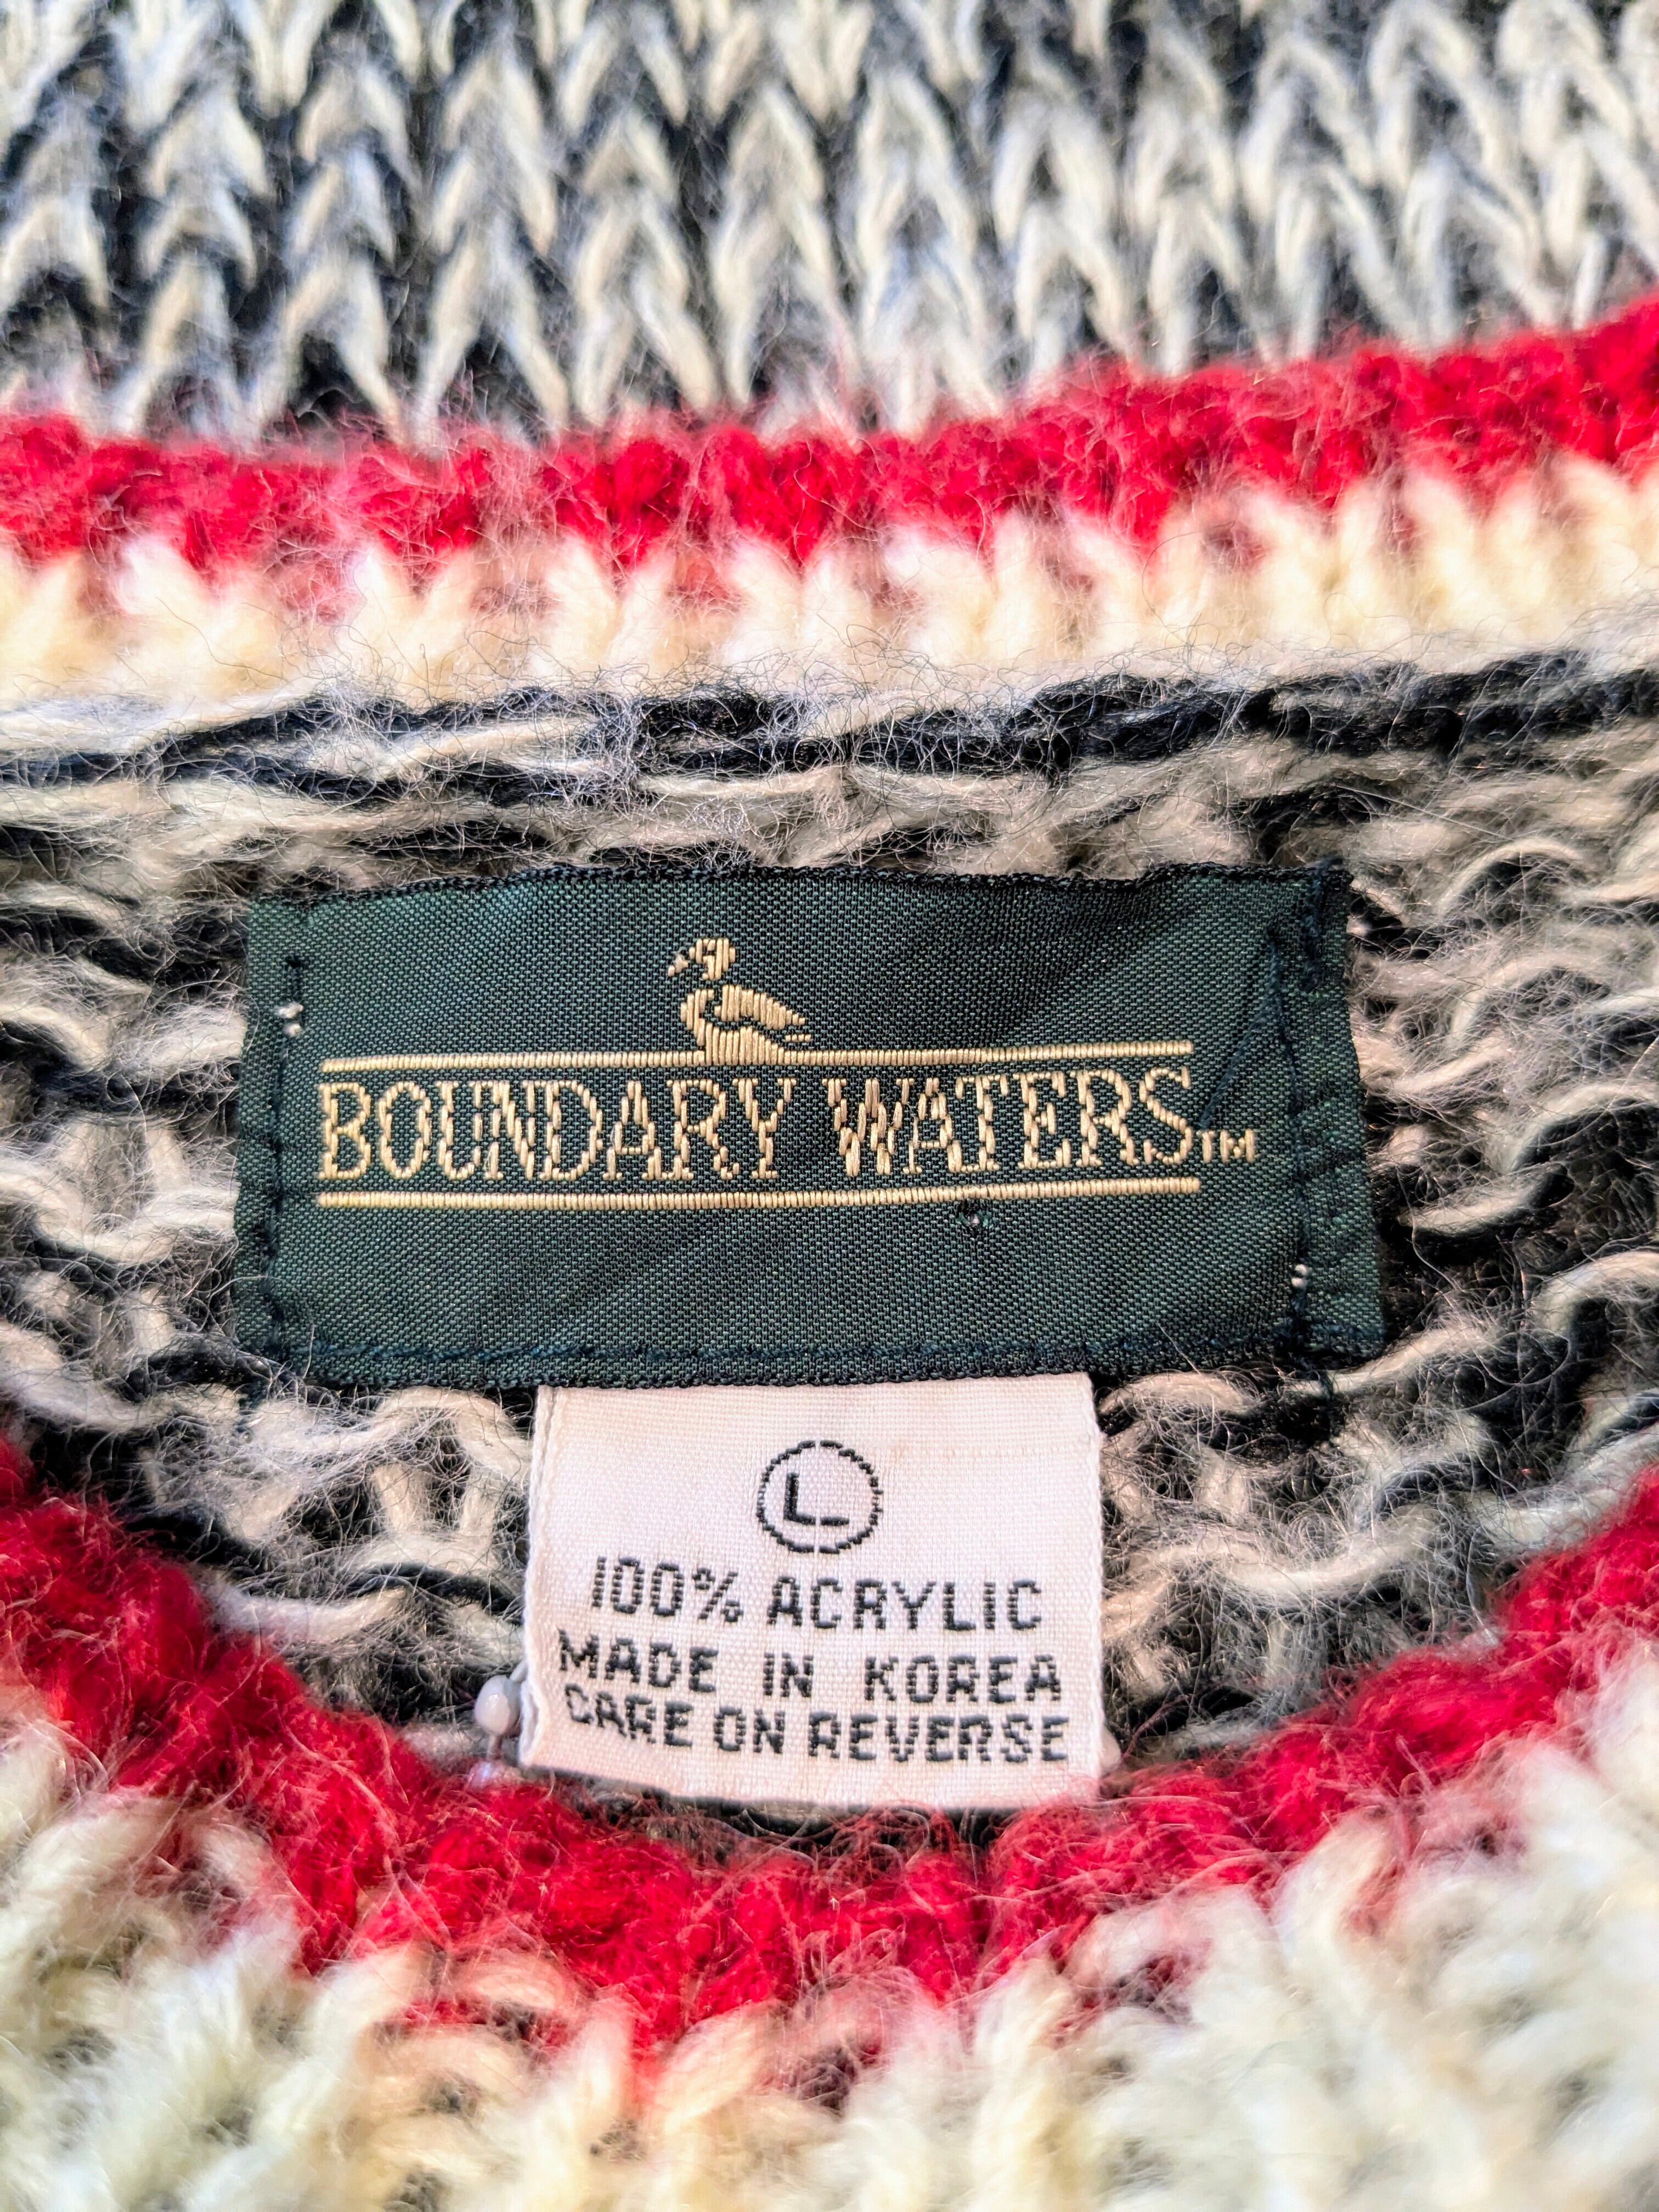 BOUNDARY WATERS™
L
100% ACRYLIC
MADE IN KOREA
CARE ON REVERSE